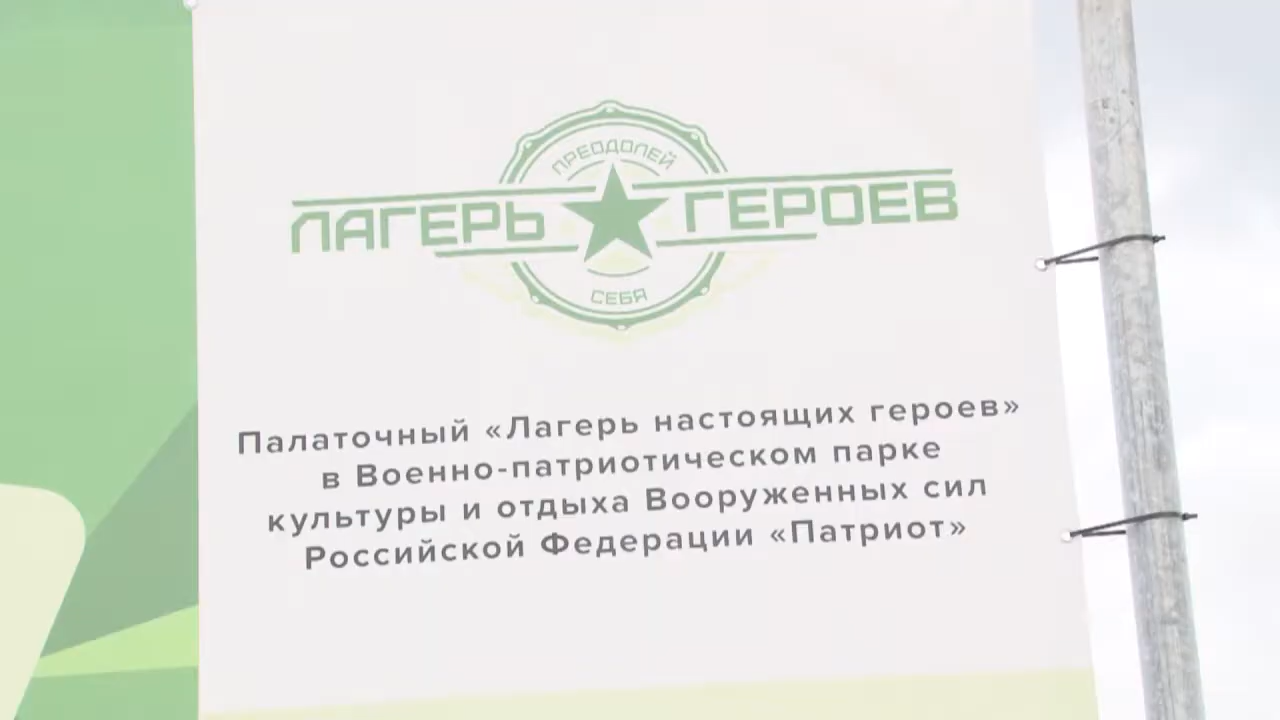 ПРЕОДОЛЕЙ
ЛАГЕРЬ ГЕРОЕВ
СЕБЯ
Палаточный «Лагерь настоящих героев»
в Военно-патриотическом парке
культуры и отдыха Вооруженных сил
Российской Федерации «Патриот»